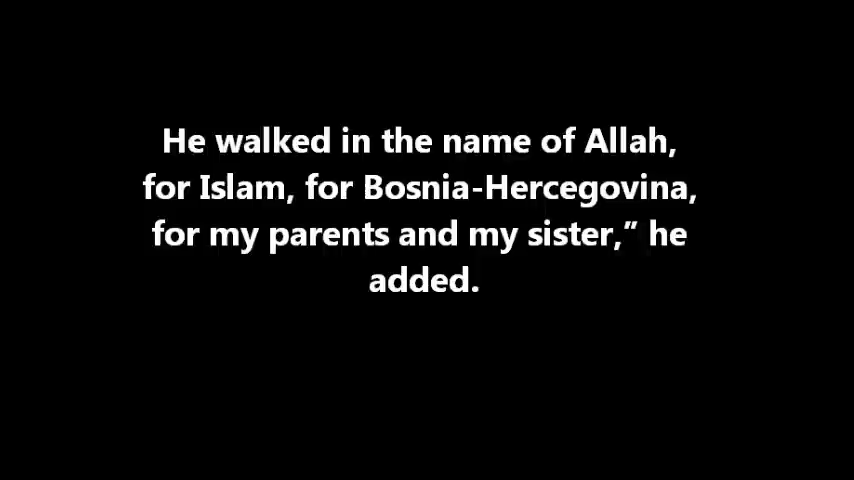 He walked in the name of Allah,
for Islam, for Bosnia-Hercegovina,
for my parents and my sister,” he
added.